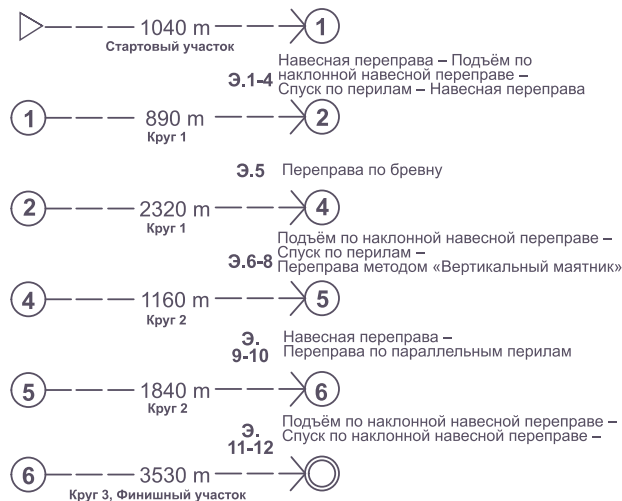 1040 m 1
Стартовый участок
Навесная переправа – Подъём по
Э.1-4 наклонной навесной переправе –
Спуск по перилам – Навесная переправа
1 890 m 2
Круг 1
Э.5 Переправа по бревну
2 2320 m 4
Круг 1
Подъём по наклонной навесной переправе –
Э.6-8 Спуск по перилам –
Переправа методом «Вертикальный маятник»
4 1160 m 5
Круг 2
Э. Навесная переправа –
9-10 Переправа по параллельным перилам
5 1840 m 6
Круг 2
Э. Подъём по наклонной навесной переправе –
11-12 Спуск по наклонной навесной переправе –
6 3530 m
Круг 3, Финишный участок